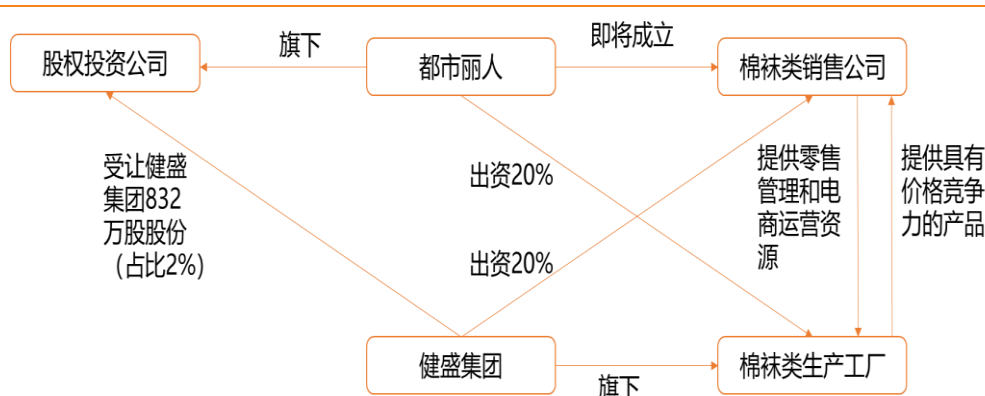 旗下
即将成立
股权投资公司
都市丽人
棉袜类销售公司
受让健盛
集团832
万股股份
（占比2%）
出资20%
出资20%
提供零售
管理和电
商运营资
源
提供具有
价格竞争
力的产品
健盛集团
旗下
棉袜类生产工厂